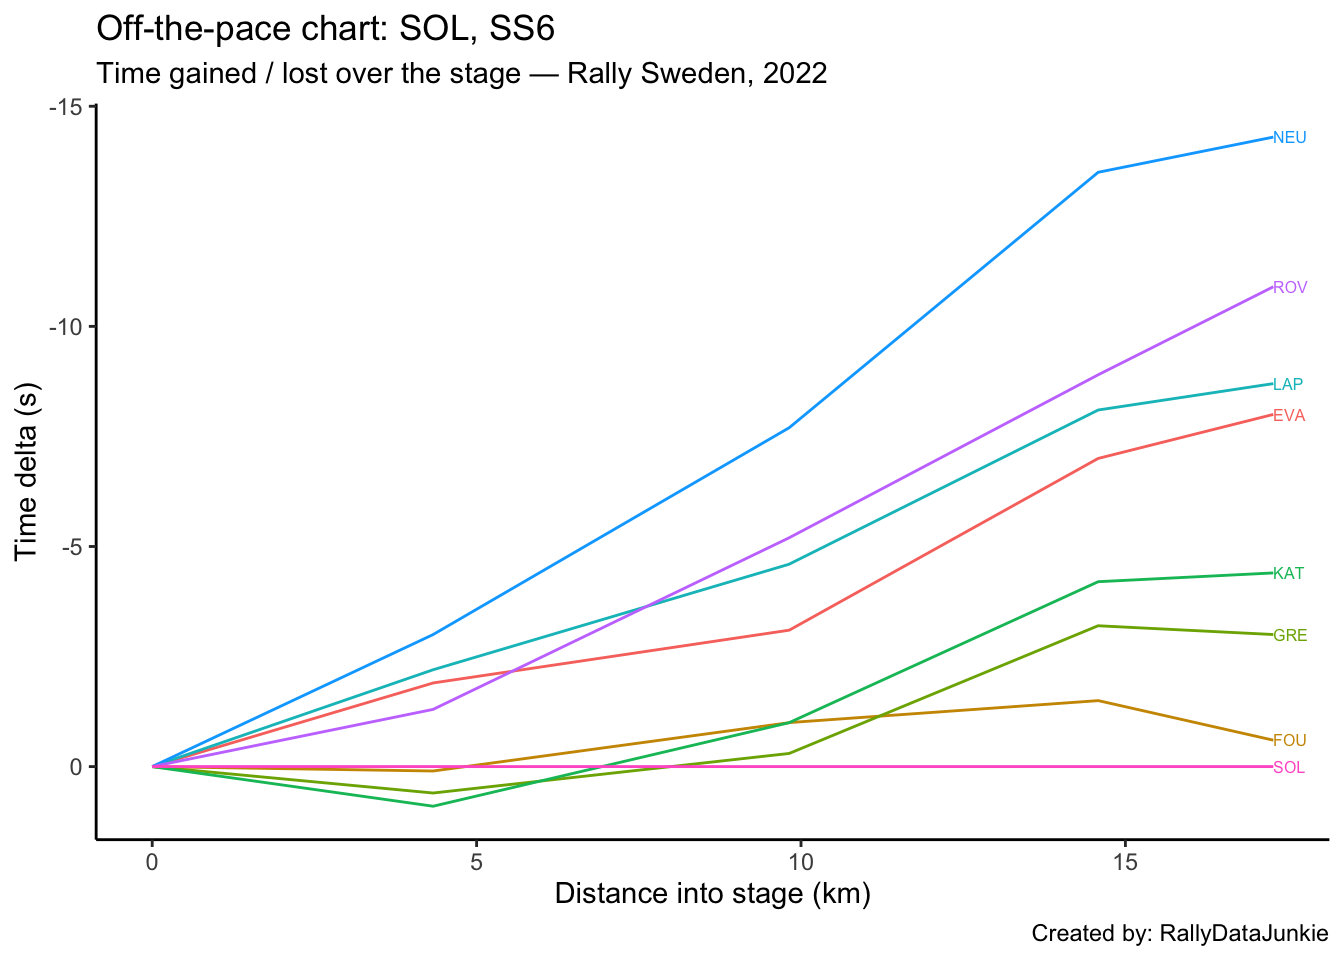 Off-the-pace chart: SOL, SS6
Time gained / lost over the stage — Rally Sweden, 2022
-15
-10
-5
0
Time delta (s)
NEU
ROV
LAP
EVA
KAT
GRE
FOU
SOL
0 5 10 15
Distance into stage (km)
Created by: RallyDataJunkie